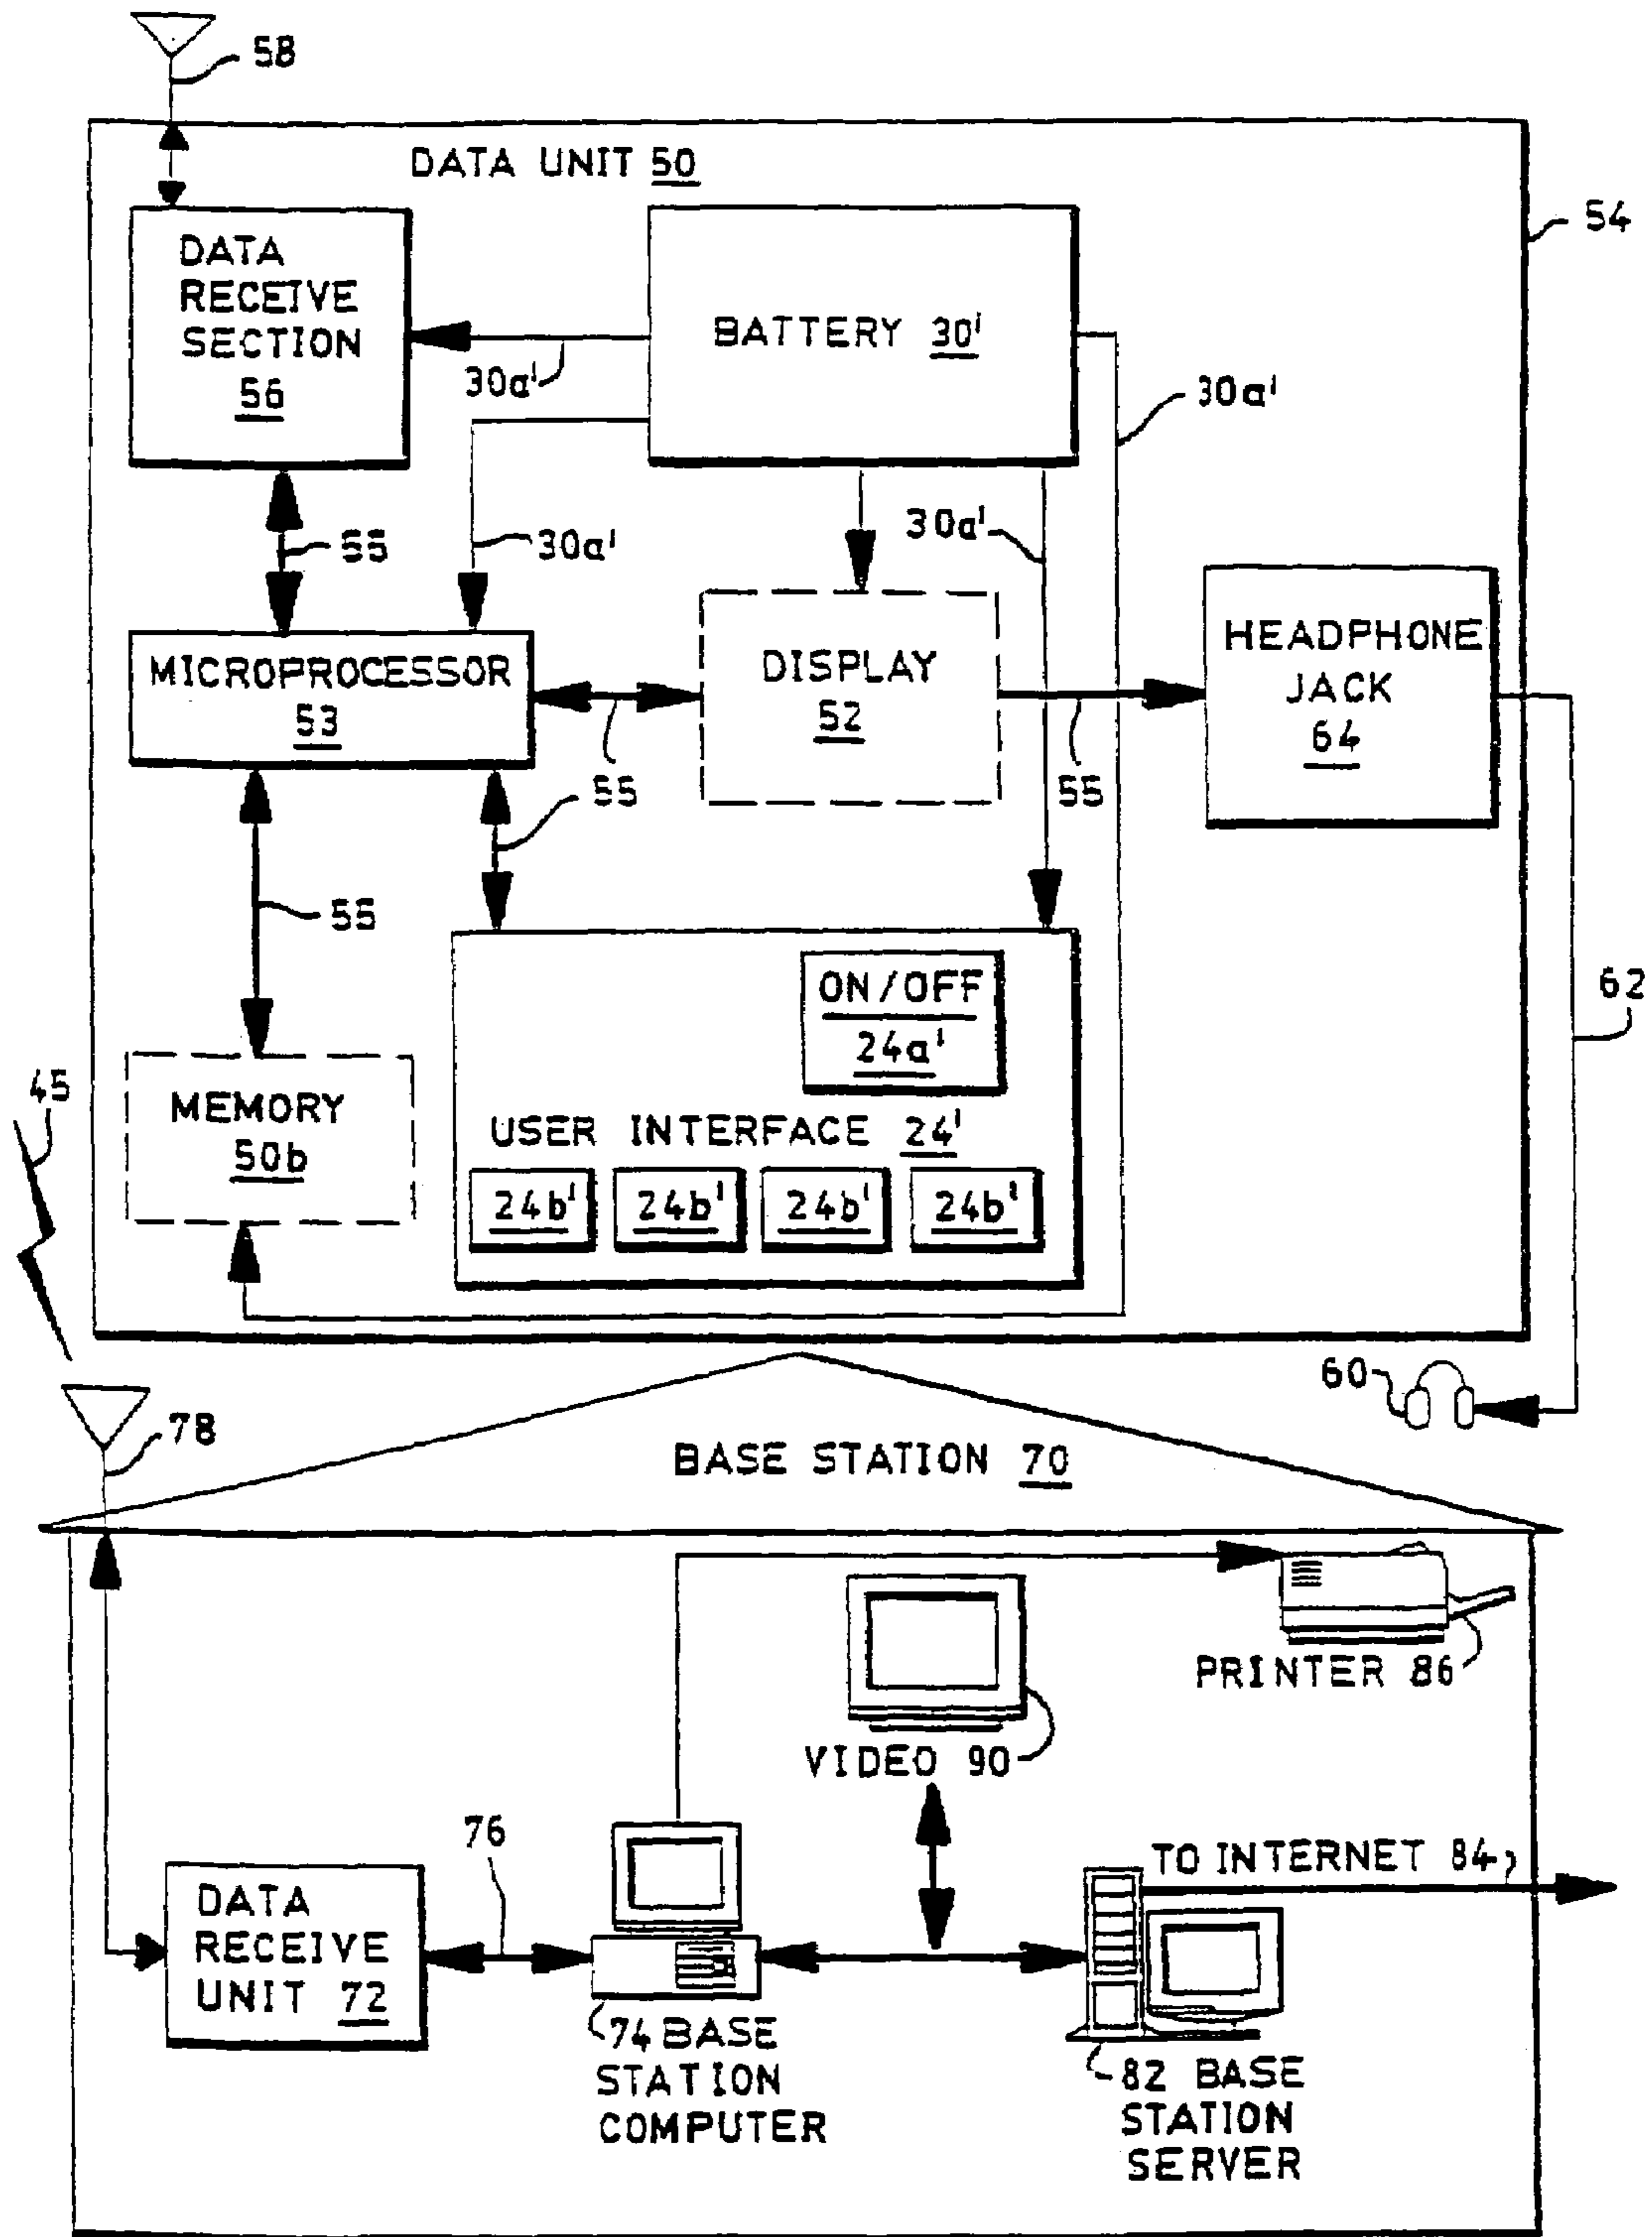 58
DATA UNIT 50
54
DATA
RECEIVE
SECTION
56
BATTERY 30'
30a'
30a'
55
30a'
30a'
MICROPROCESSOR
53
DISPLAY
52
HEADPHONE
JACK
64
55
55
55
55
ON/OFF
24a'
62
45
MEMORY
50b
USER INTERFACE 24'
24b' 24b' 24b' 24b'
60
78
BASE STATION 70
PRINTER 86
VIDEO 90
76
TO INTERNET 84
DATA
RECEIVE
UNIT 72
74 BASE
STATION
COMPUTER
82 BASE
STATION
SERVER